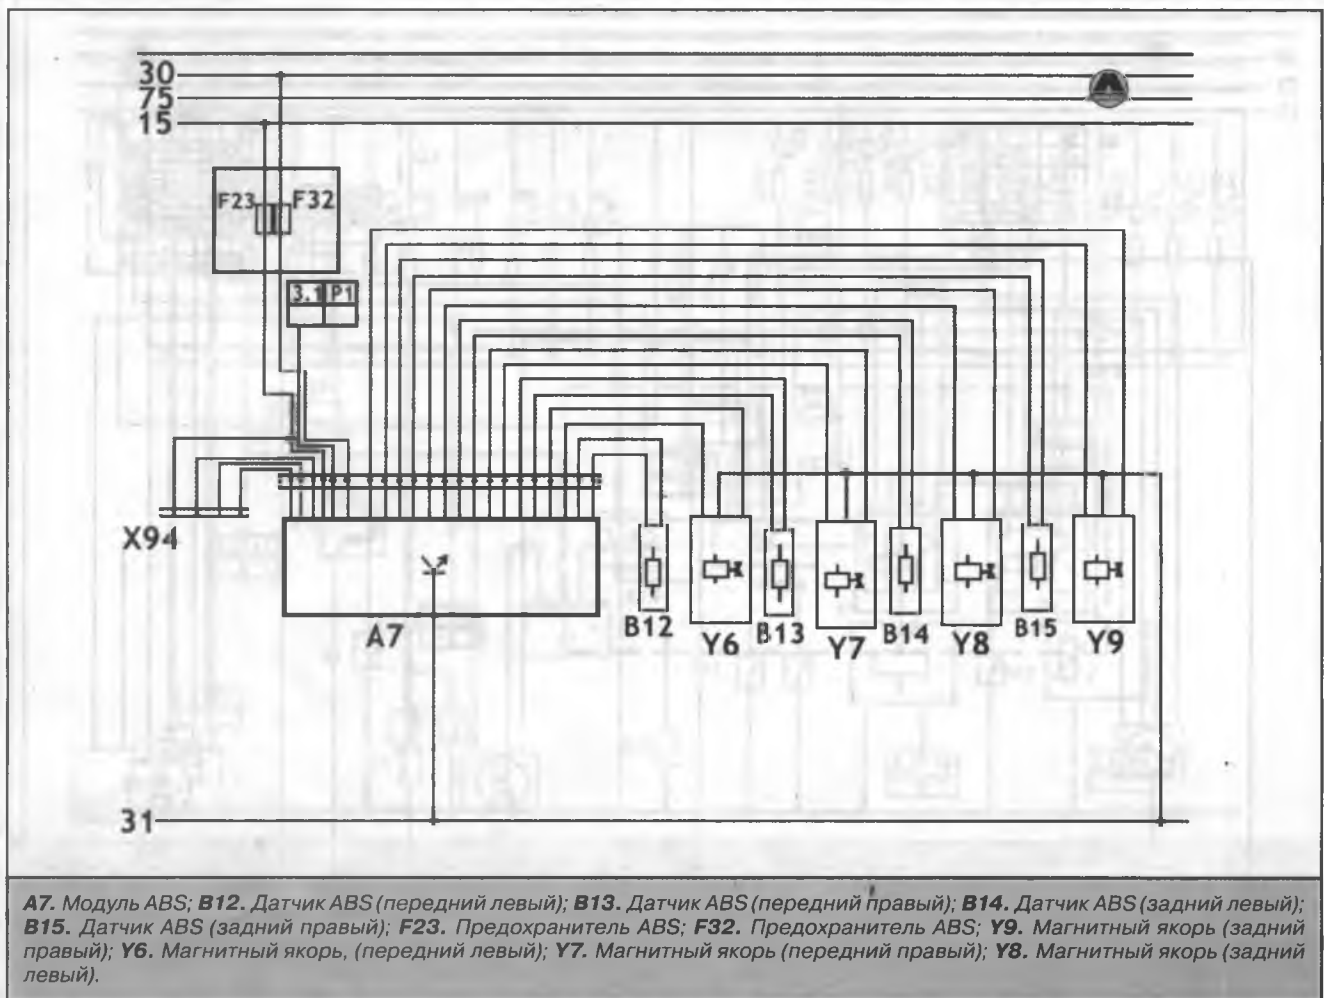 30
75
15
F23 F32
3.1 P1
X94
A7
B12
Y6
B13
Y7
B14
Y8
B15
Y9
31
A7. Модуль ABS; B12. Датчик ABS (передний левый); B13. Датчик ABS (передний правый); B14. Датчик ABS (задний левый);
B15. Датчик ABS (задний правый); F23. Предохранитель ABS; F32. Предохранитель ABS; Y9. Магнитный якорь (задний
правый); Y6. Магнитный якорь, (передний левый); Y7. Магнитный якорь (передний правый); Y8. Магнитный якорь (задний
левый).